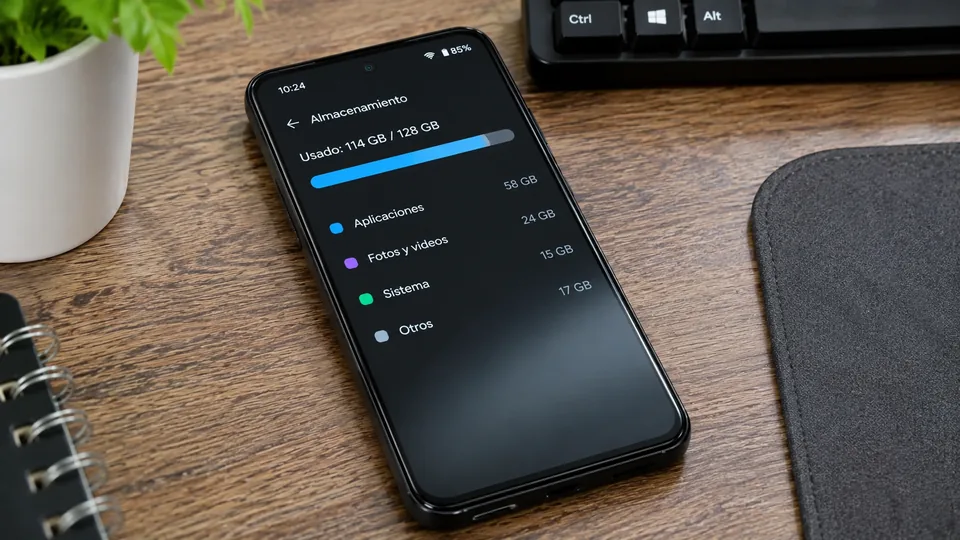 Ctrl
Alt
10:24
85%
Almacenamiento
Usado: 114 GB / 128 GB
Aplicaciones 58 GB
Fotos y videos 24 GB
Sistema 15 GB
Otros 17 GB